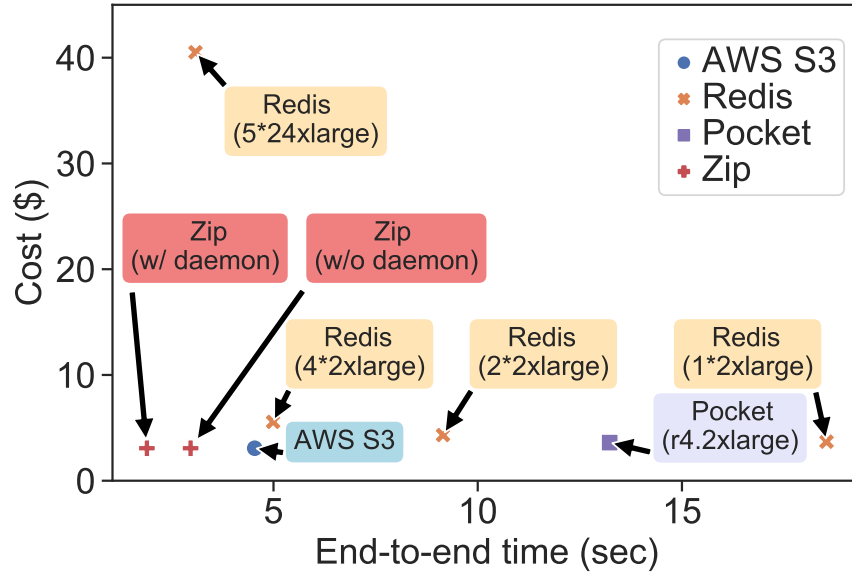 Cost ($)
40
30
20
10
0
5
10
15
End-to-end time (sec)
AWS S3
Redis
Pocket
Zip
Redis
(5*24xlarge)
Zip
(w/ daemon)
Zip
(w/o daemon)
Redis
(4*2xlarge)
Redis
(2*2xlarge)
Redis
(1*2xlarge)
AWS S3
Pocket
(r4.2xlarge)